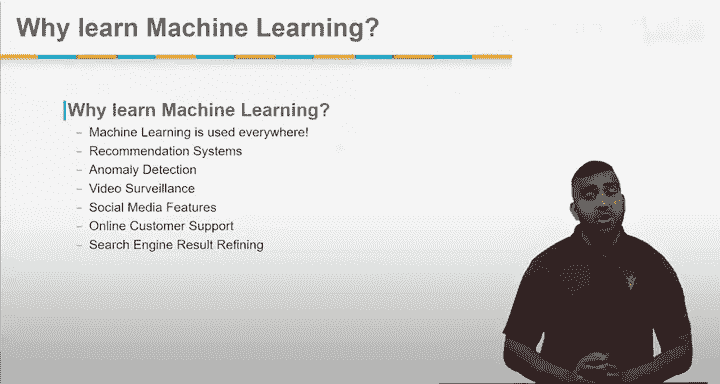 Why learn Machine Learning?
Why learn Machine Learning?
– Machine Learning is used everywhere!
– Recommendation Systems
– Anomaly Detection
– Video Surveillance
– Social Media Features
– Online Customer Support
– Search Engine Result Refining